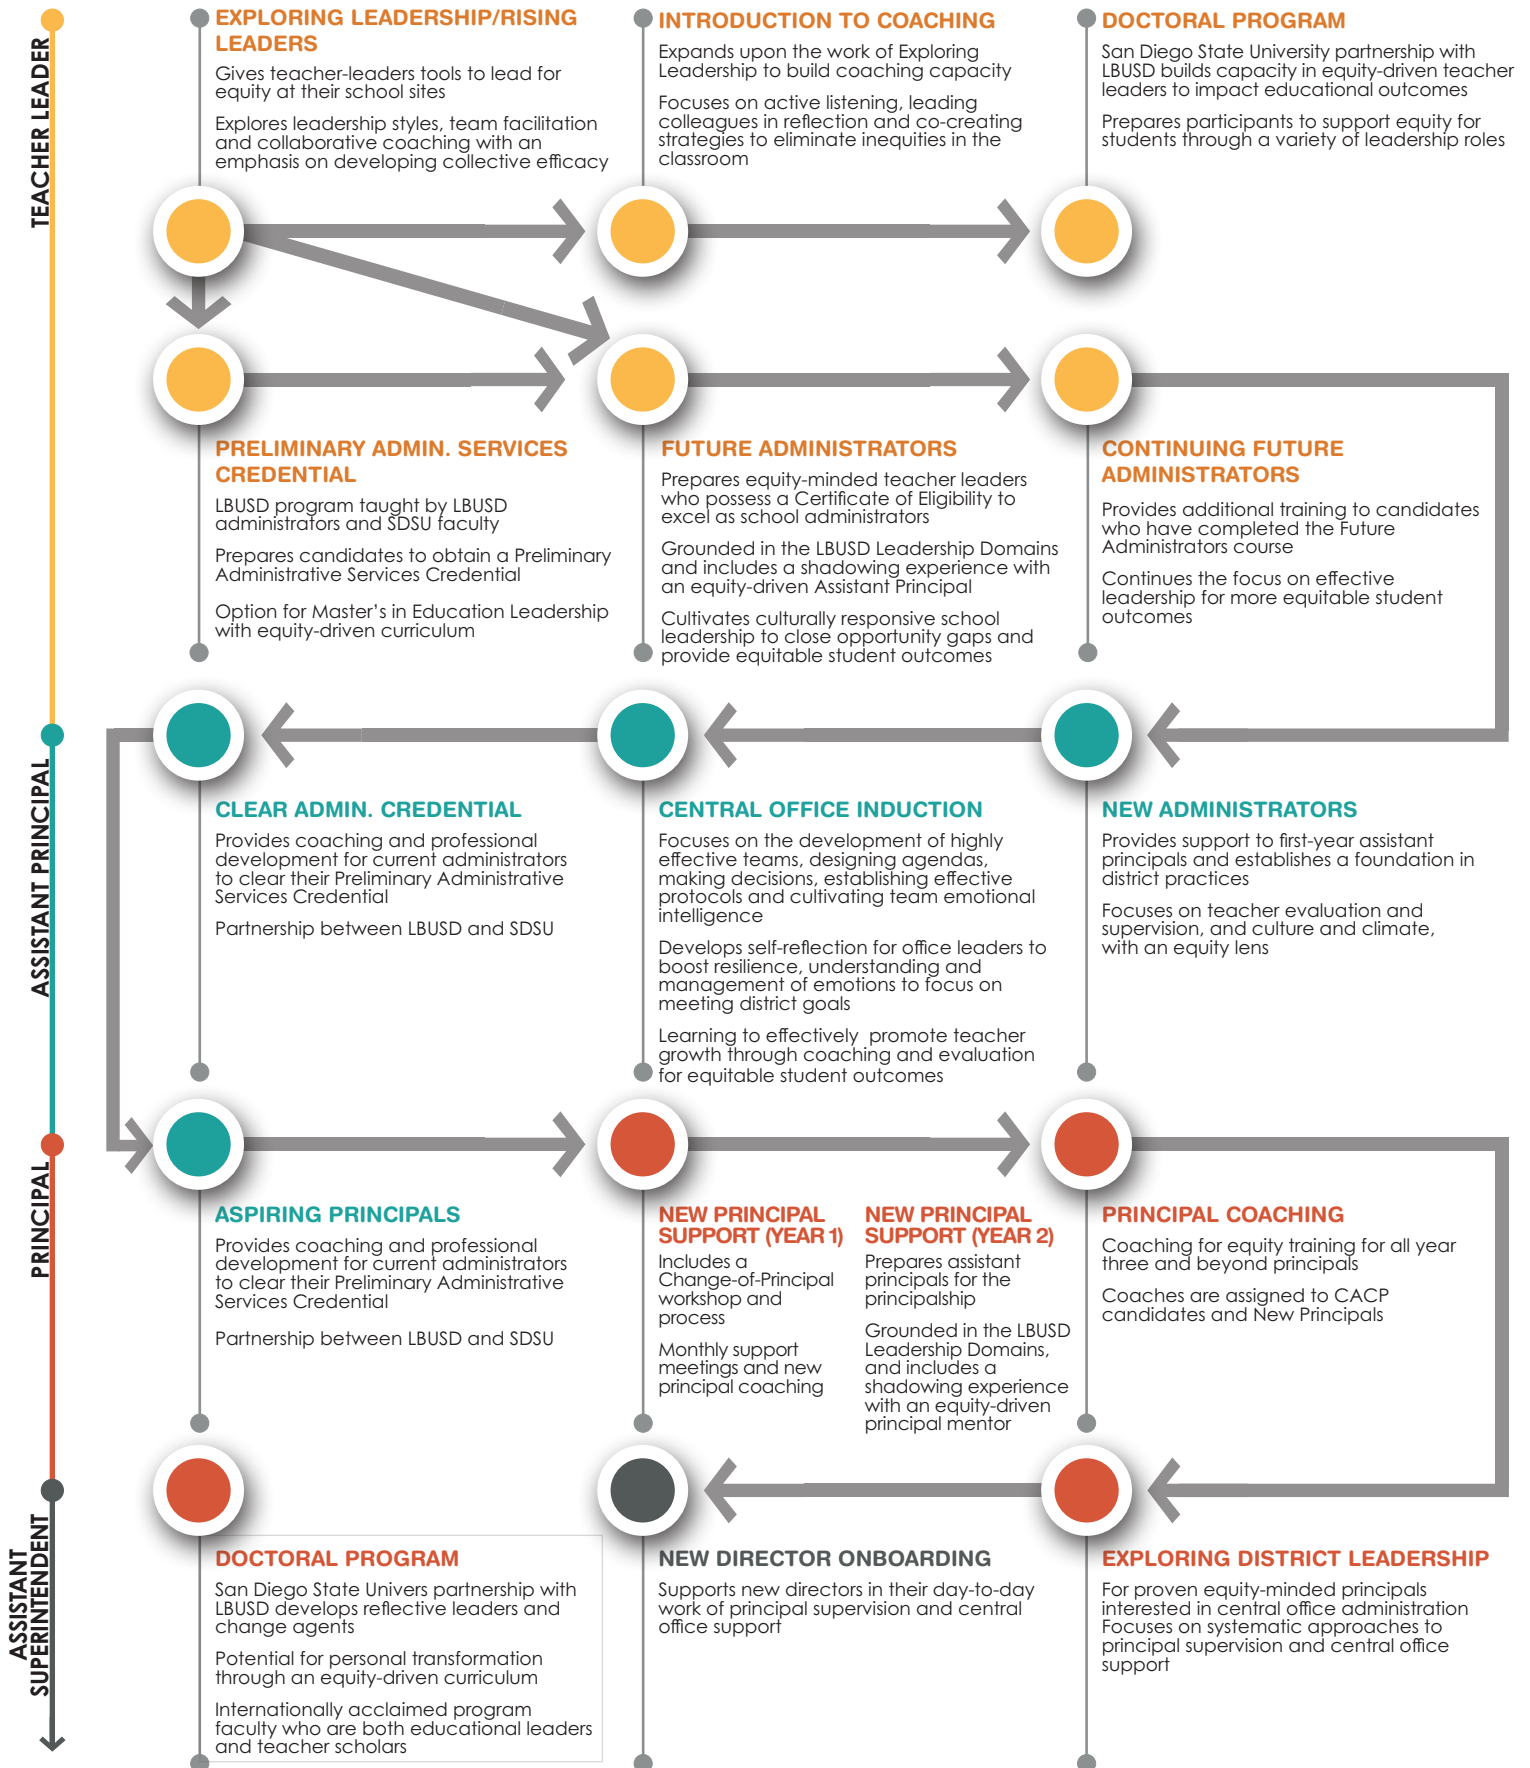 TEACHER LEADER
EXPLORING LEADERSHIP/RISING
LEADERS
Gives teacher-leaders tools to lead for
equity at their school sites
Explores leadership styles, team facilitation
and collaborative coaching with an
emphasis on developing collective efficacy
INTRODUCTION TO COACHING
Expands upon the work of Exploring
Leadership to build coaching capacity
Focuses on active listening, leading
colleagues in reflection and co-creating
strategies to eliminate inequities in the
classroom
DOCTORAL PROGRAM
San Diego State University partnership with
LBUSD builds capacity in equity-driven teacher
leaders to impact educational outcomes
Prepares participants to support equity for
students through a variety of leadership roles
PRELIMINARY ADMIN. SERVICES
CREDENTIAL
LBUSD program taught by LBUSD
administrators and SDSU faculty
Prepares candidates to obtain a Preliminary
Administrative Services Credential
Option for Master's in Education Leadership
with equity-driven curriculum
FUTURE ADMINISTRATORS
Prepares equity-minded teacher leaders
who possess a Certificate of Eligibility to
excel as school administrators
Grounded in the LBUSD Leadership Domains
and includes a shadowing experience with
an equity-driven Assistant Principal
Cultivates culturally responsive school
leadership to close opportunity gaps and
provide equitable student outcomes
CONTINUING FUTURE
ADMINISTRATORS
Provides additional training to candidates
who have completed the Future
Administrators course
Continues the focus on effective
leadership for more equitable student
outcomes
ASSISTANT PRINCIPAL
CLEAR ADMIN. CREDENTIAL
Provides coaching and professional
development for current administrators
to clear their Preliminary Administrative
Services Credential
Partnership between LBUSD and SDSU
CENTRAL OFFICE INDUCTION
Focuses on the development of highly
effective teams, designing agendas,
making decisions, establishing effective
protocols and cultivating team emotional
intelligence
Develops self-reflection for office leaders to
boost resilience, understanding and
management of emotions to focus on
meeting district goals
Learning to effectively promote teacher
growth through coaching and evaluation
for equitable student outcomes
NEW ADMINISTRATORS
Provides support to first-year assistant
principals and establishes a foundation in
district practices
Focuses on teacher evaluation and
supervision, and culture and climate,
with an equity lens
PRINCIPAL
ASPIRING PRINCIPALS
Provides coaching and professional
development for current administrators
to clear their Preliminary Administrative
Services Credential
Partnership between LBUSD and SDSU
NEW PRINCIPAL
SUPPORT (YEAR 1)
Includes a
Change-of-Principal
workshop and
process
Monthly support
meetings and new
principal coaching
NEW PRINCIPAL
SUPPORT (YEAR 2)
Prepares assistant
principals for the
principalship
Grounded in the LBUSD
Leadership Domains,
and includes a
shadowing experience
with an equity-driven
principal mentor
PRINCIPAL COACHING
Coaching for equity training for all year
three and beyond principals
Coaches are assigned to CACP
candidates and New Principals
ASSISTANT
SUPERINTENDENT
DOCTORAL PROGRAM
San Diego State Univers partnership with
LBUSD develops reflective leaders and
change agents
Potential for personal transformation
through an equity-driven curriculum
Internationally acclaimed program
faculty who are both educational leaders
and teacher scholars
NEW DIRECTOR ONBOARDING
Supports new directors in their day-to-day
work of principal supervision and central
office support
EXPLORING DISTRICT LEADERSHIP
For proven equity-minded principals
interested in central office administration
Focuses on systematic approaches to
principal supervision and central office
support